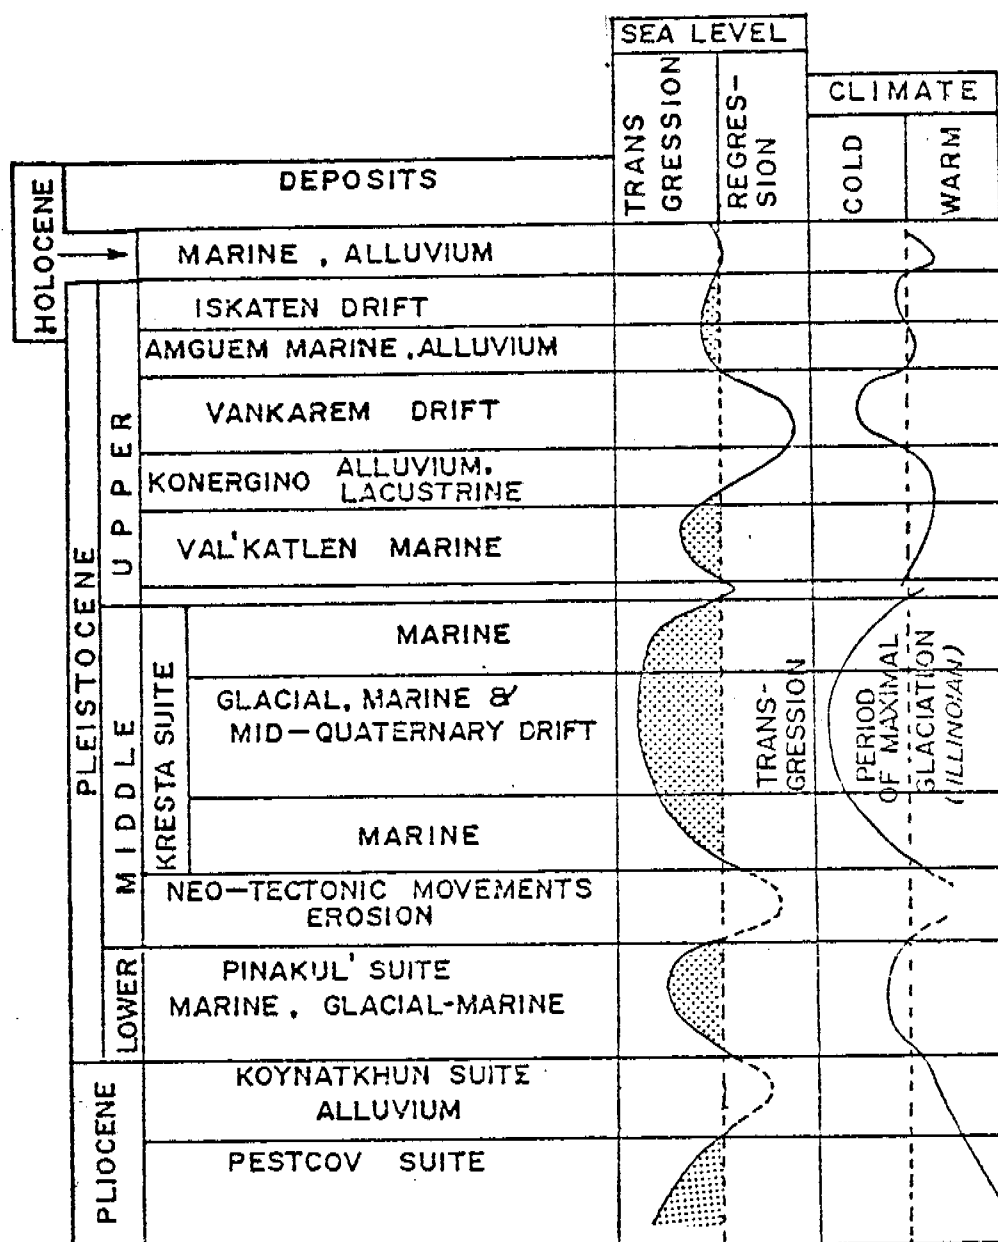 SEA LEVEL
TRANS
GRESSION
REGRES-
SION
CLIMATE
COLD
WARM
DEPOSITS
HOLOCENE
MARINE , ALLUVIUM
ISKATEN DRIFT
AMGUEM MARINE , ALLUVIUM
VANKAREM DRIFT
KONERGINO ALLUVIUM,
LACUSTRINE
VAL'KATLEN MARINE
PLEISTOCENE
UPPER
MIDDLE
LOWER
KRESTA SUITE
MARINE
GLACIAL, MARINE &
MID-QUATERNARY DRIFT
MARINE
TRANS-
GRESSION
PERIOD
OF MAXIMAL
GLACIATION
(ILLINOIAN)
NEO-TECTONIC MOVEMENTS
EROSION
PINAKUL' SUITE
MARINE , GLACIAL-MARINE
PLIOCENE
KOYNATKHUN SUITE
ALLUVIUM
PESTCOV SUITE